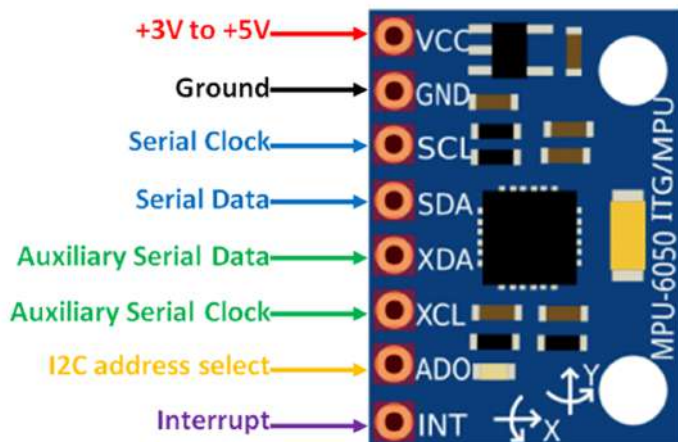 +3V to +5V
VCC
Ground
GND
Serial Clock
SCL
Serial Data
SDA
Auxiliary Serial Data
XDA
Auxiliary Serial Clock
XCL
I2C address select
ADO
Interrupt
INT
X
Y
MPU-6050 ITG/MPU